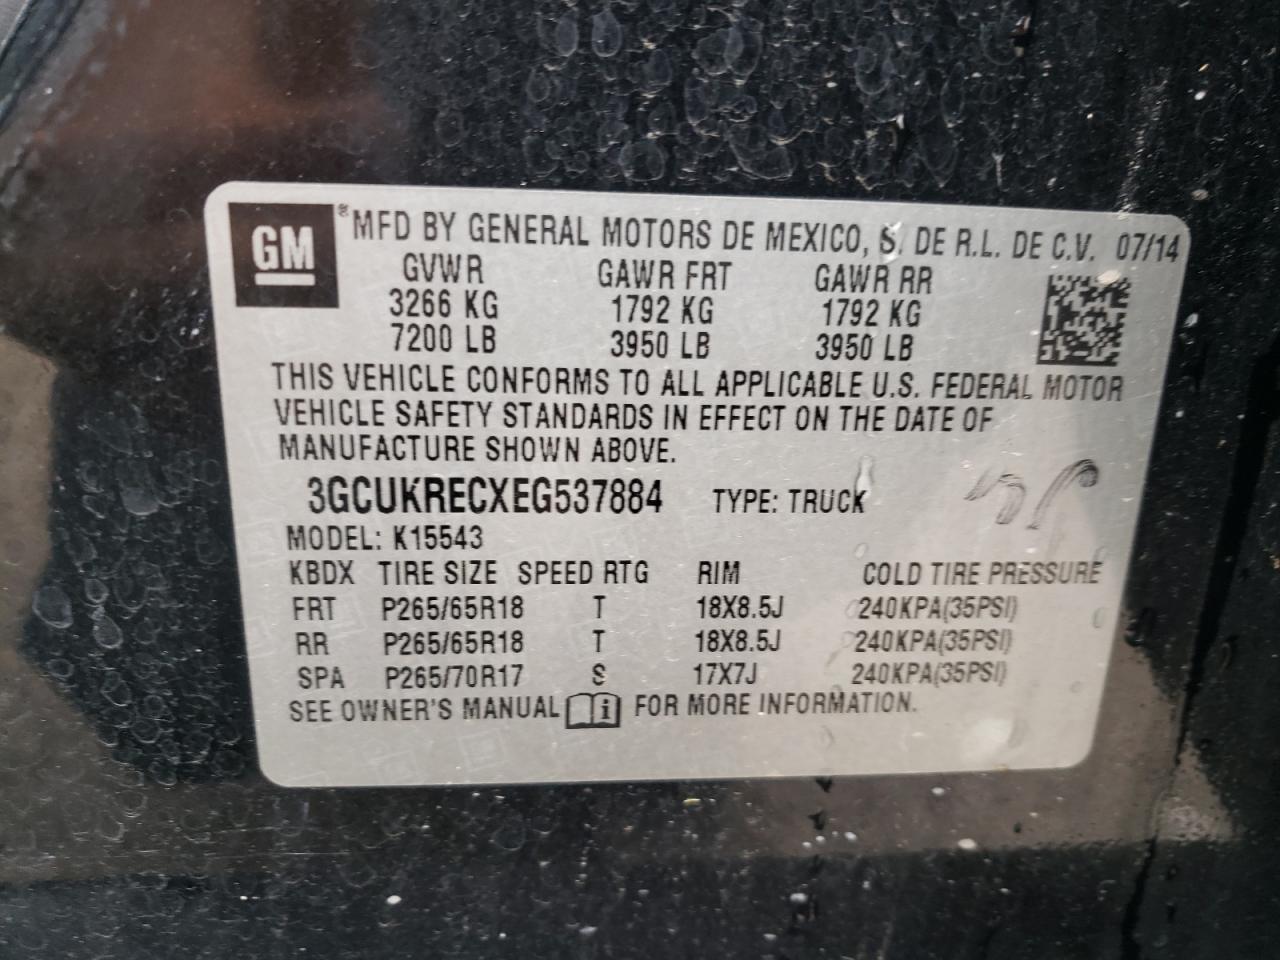 GM ® MFD BY GENERAL MOTORS DE MEXICO, S. DE R.L. DE C.V. 07/14
GVWR GAWR FRT GAWR RR
3266 KG 1792 KG 1792 KG
7200 LB 3950 LB 3950 LB
THIS VEHICLE CONFORMS TO ALL APPLICABLE U.S. FEDERAL MOTOR
VEHICLE SAFETY STANDARDS IN EFFECT ON THE DATE OF
MANUFACTURE SHOWN ABOVE.
3GCUKRECXEG537884 TYPE: TRUCK
MODEL: K15543
KBDX TIRE SIZE SPEED RTG RIM COLD TIRE PRESSURE
FRT P265/65R18 T 18X8.5J 240KPA(35PSI)
RR P265/65R18 T 18X8.5J 240KPA(35PSI)
SPA P265/70R17 S 17X7J 240KPA(35PSI)
SEE OWNER'S MANUAL i FOR MORE INFORMATION.